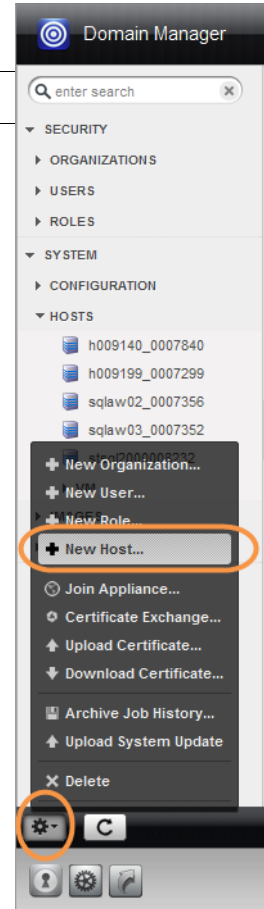 Domain Manager
enter search
SECURITY
ORGANIZATIONS
USERS
ROLES
SYSTEM
CONFIGURATION
HOSTS
h009140_0007840
h009199_0007299
sqlaw02_0007356
sqlaw03_0007352
New Organization...
New User...
VM
New Role...
IMAGES
New Host...
Join Appliance...
Certificate Exchange...
Upload Certificate...
Download Certificate...
Archive Job History...
Upload System Update
Delete